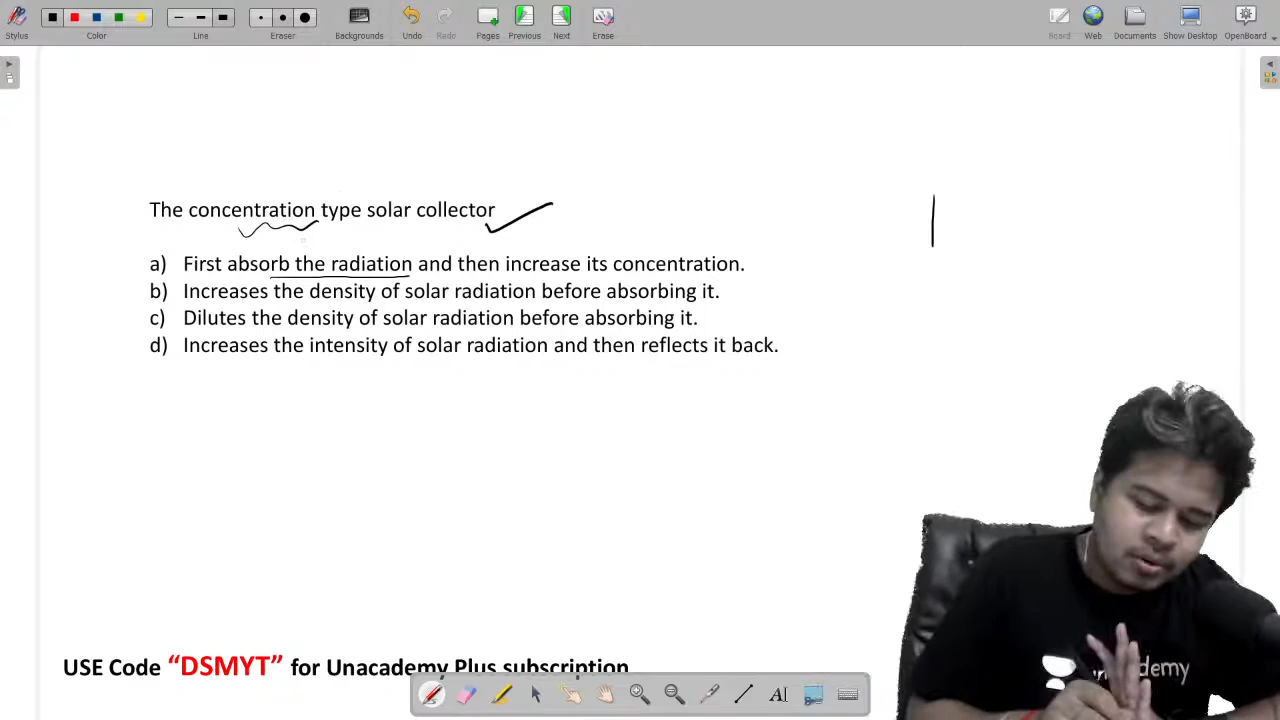 Stylus
Color
Line
Eraser
Backgrounds
Undo
Redo
Pages
Previous
Next
Erase
Board
Web
Documents
Show Desktop
OpenBoard
The concentration type solar collector
a) First absorb the radiation and then increase its concentration.
b) Increases the density of solar radiation before absorbing it.
c) Dilutes the density of solar radiation before absorbing it.
d) Increases the intensity of solar radiation and then reflects it back.
USE Code “DSMYT” for Unacademy Plus subscription
AI